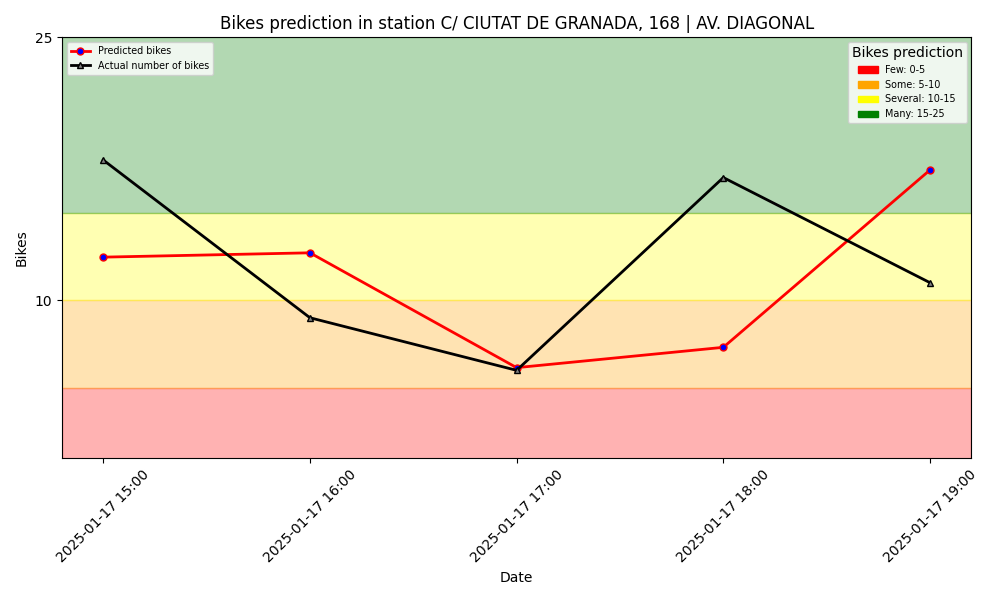 Bikes prediction in station C/ CIUTAT DE GRANADA, 168 | AV. DIAGONAL
Predicted bikes
Actual number of bikes
Bikes prediction
Few: 0-5
Some: 5-10
Several: 10-15
Many: 15-25
25
10
Bikes
2025-01-17 15:00
2025-01-17 16:00
2025-01-17 17:00
2025-01-17 18:00
2025-01-17 19:00
Date